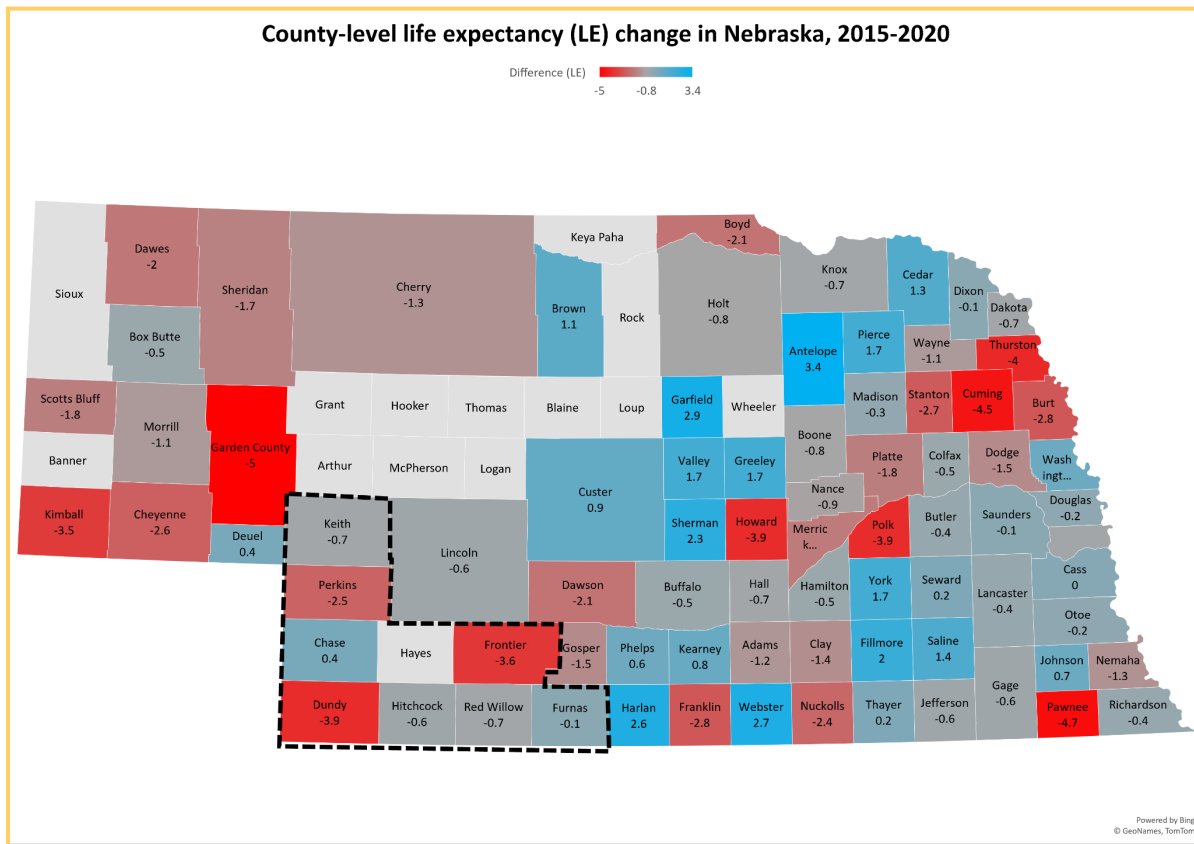 County-level life expectancy (LE) change in Nebraska, 2015-2020
Difference (LE)
-5 -0.8 3.4
Sioux
Dawes
-2
Box Butte
-0.5
Sheridan
-1.7
Cherry
-1.3
Keya Paha
Boyd
-2.1
Brown
1.1
Rock
Holt
-0.8
Knox
-0.7
Cedar
1.3
Dixon
-0.1
Dakota
-0.7
Antelope
3.4
Pierce
1.7
Wayne
-1.1
Thurston
-4
Scotts Bluff
-1.8
Morrill
-1.1
Garden County
-5
Grant
Hooker
Thomas
Blaine
Loup
Garfield
2.9
Wheeler
Boone
-0.8
Madison
-0.3
Stanton
-2.7
Cuming
-4.5
Burt
-2.8
Banner
Arthur
McPherson
Logan
Custer
0.9
Valley
1.7
Greeley
1.7
Nance
-0.9
Platte
-1.8
Colfax
-0.5
Dodge
-1.5
Wash
ingt...
Kimball
-3.5
Cheyenne
-2.6
Deuel
0.4
Keith
-0.7
Lincoln
-0.6
Sherman
2.3
Howard
-3.9
Merric
k...
Polk
-3.9
Butler
-0.4
Saunders
-0.1
Douglas
-0.2
Perkins
-2.5
Dawson
-2.1
Buffalo
-0.5
Hall
-0.7
Hamilton
-0.5
York
1.7
Seward
0.2
Lancaster
-0.4
Cass
0
Otoe
-0.2
Chase
0.4
Hayes
Frontier
-3.6
Gosper
-1.5
Phelps
0.6
Kearney
0.8
Adams
-1.2
Clay
-1.4
Fillmore
2
Saline
1.4
Gage
-0.6
Johnson
0.7
Nemaha
-1.3
Dundy
-3.9
Hitchcock
-0.6
Red Willow
-0.7
Furnas
-0.1
Harlan
2.6
Franklin
-2.8
Webster
2.7
Nuckolls
-2.4
Thayer
0.2
Jefferson
-0.6
Pawnee
-4.7
Richardson
-0.4
Powered by Bing
© GeoNames, TomTom